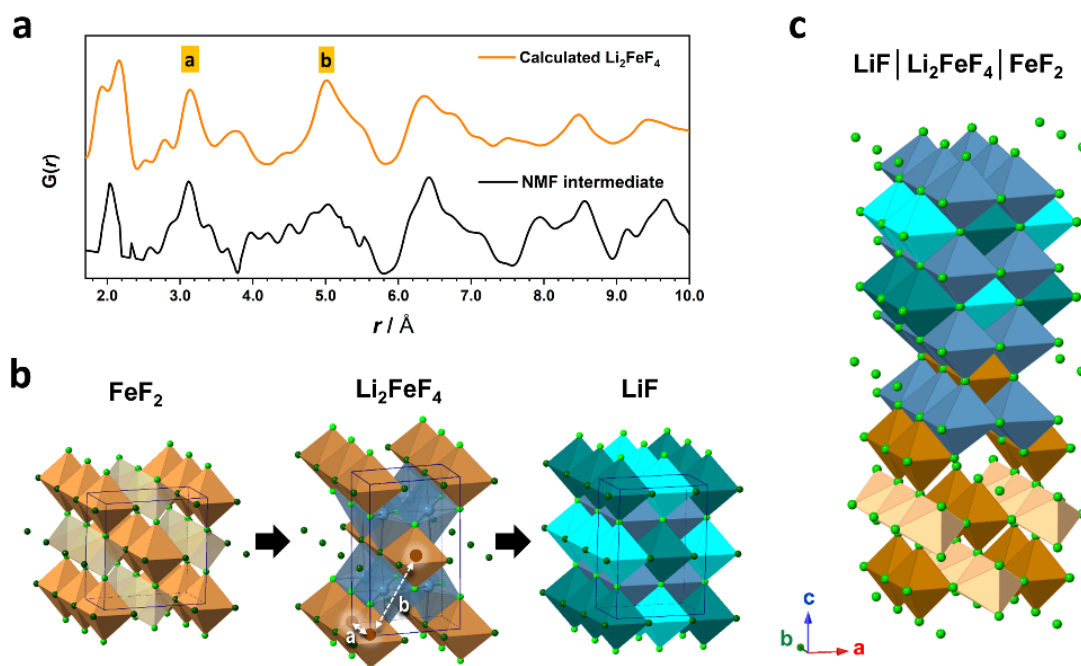 a
a
b
Calculated Li₂FeF₄
NMF intermediate
G(r)
2.0 3.0 4.0 5.0 6.0 7.0 8.0 9.0 10.0
r / Å
b
FeF₂
Li₂FeF₄
LiF
b
a
c
LiF | Li₂FeF₄ | FeF₂
c
b
a